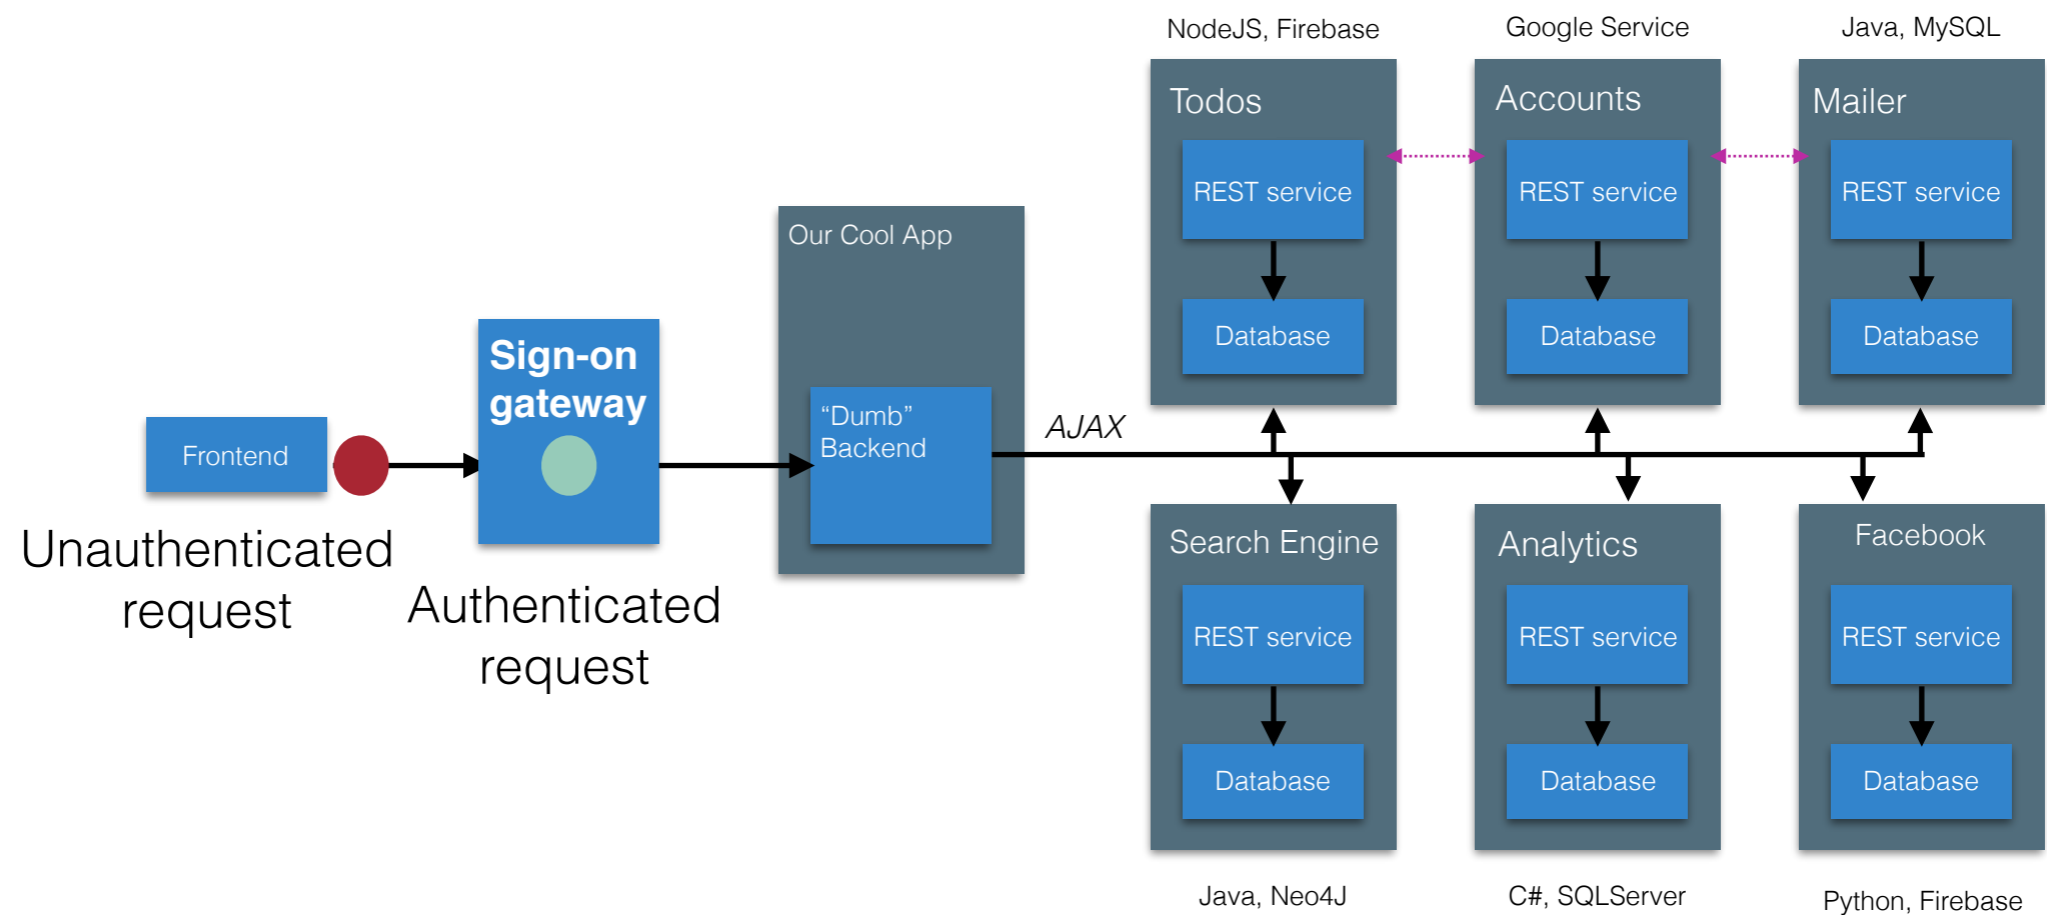 NodeJS, Firebase
Google Service
Java, MySQL
Todos
Accounts
Mailer
REST service
REST service
REST service
Database
Database
Database
Our Cool App
“Dumb”
Backend
Sign-on
gateway
Frontend
AJAX
Unauthenticated
request
Authenticated
request
Search Engine
Analytics
Facebook
REST service
REST service
REST service
Database
Database
Database
Java, Neo4J
C#, SQLServer
Python, Firebase